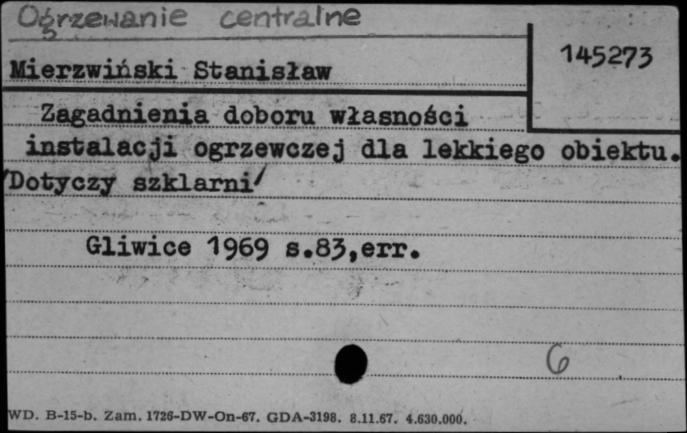 Ogrzewanie centralne
145273
Mierzwiński Stanisław
Zagadnienia doboru własności
instalacji ogrzewczej dla lekkiego obiektu.
/Dotyczy szklarni/
Gliwice 1969 s.83,err.
6
WD. B-15-b. Zam. 1726-DW-On-67. GDA-3198. 8.11.67. 4.630.000.